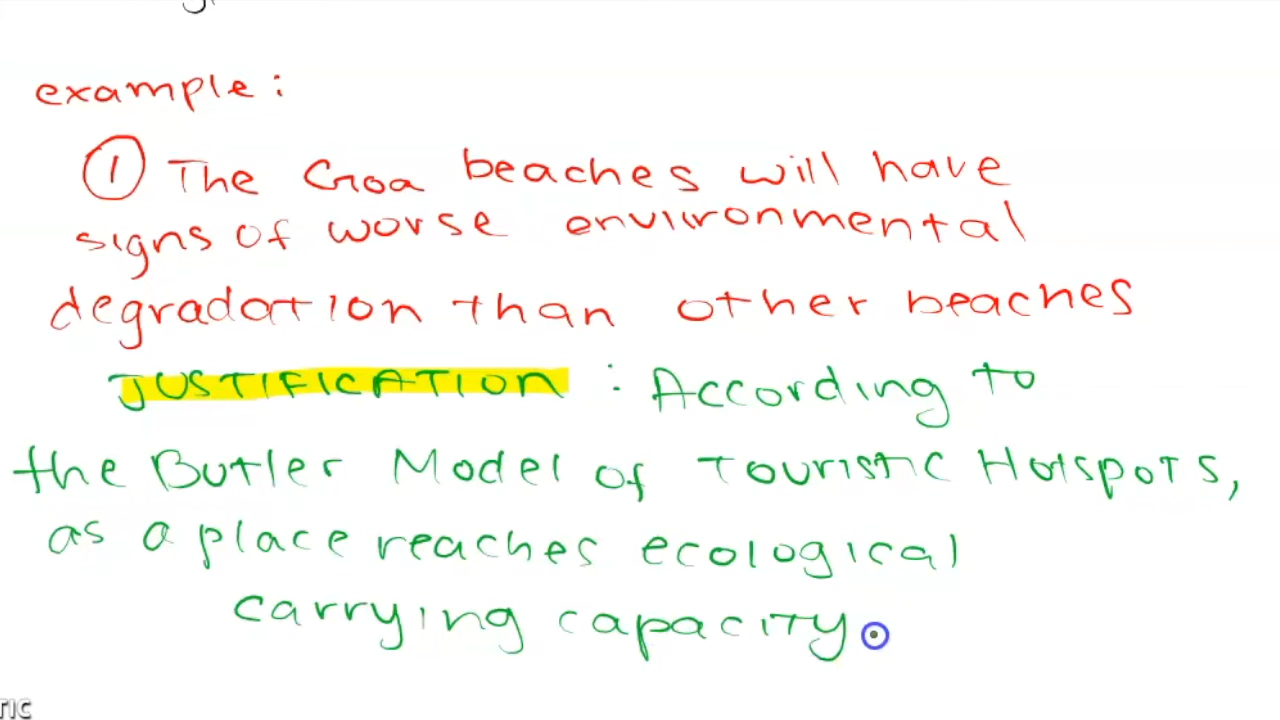 example:
① The Goa beaches will have
signs of worse environmental
degradation than other beaches
JUSTIFICATION : According to
the Butler Model of Touristic Hotspots,
as a place reaches ecological
carrying capacity
TIC